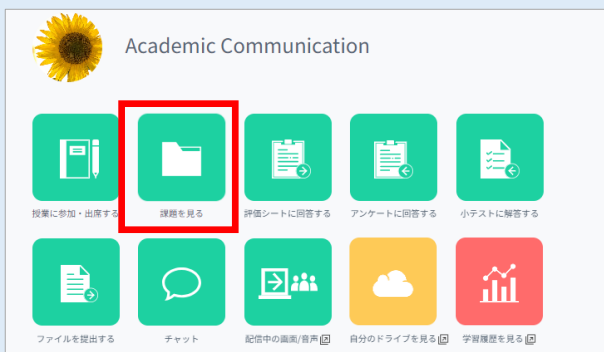 Academic Communication
授業に参加・出席する
課題を見る
評価シートに回答する
アンケートに回答する
小テストに解答する
ファイルを提出する
チャット
配信中の画面/音声
自分のドライブを見る
学習履歴を見る